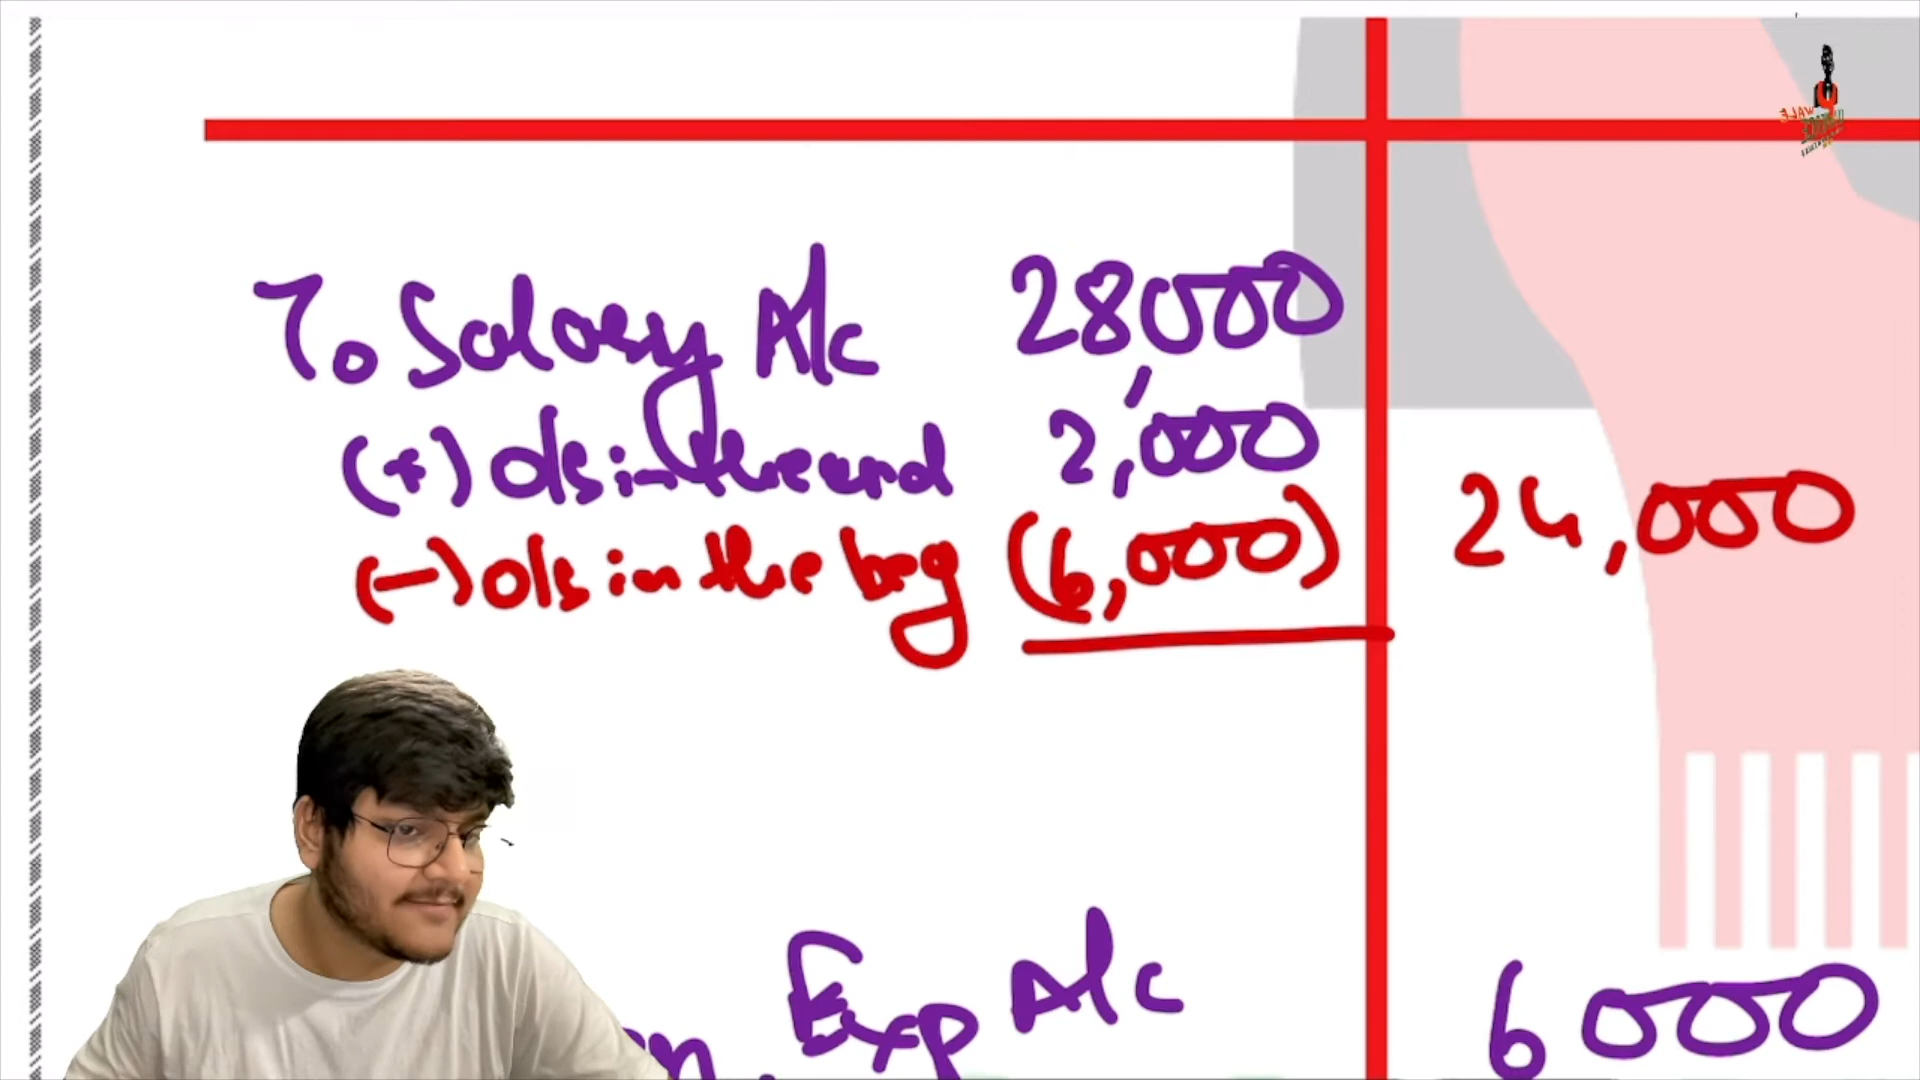 To Salary A/c 28,000
(+) o/s in the end 2,000
(-) o/s in the beg (6,000) 24,000
Exp A/c 6000